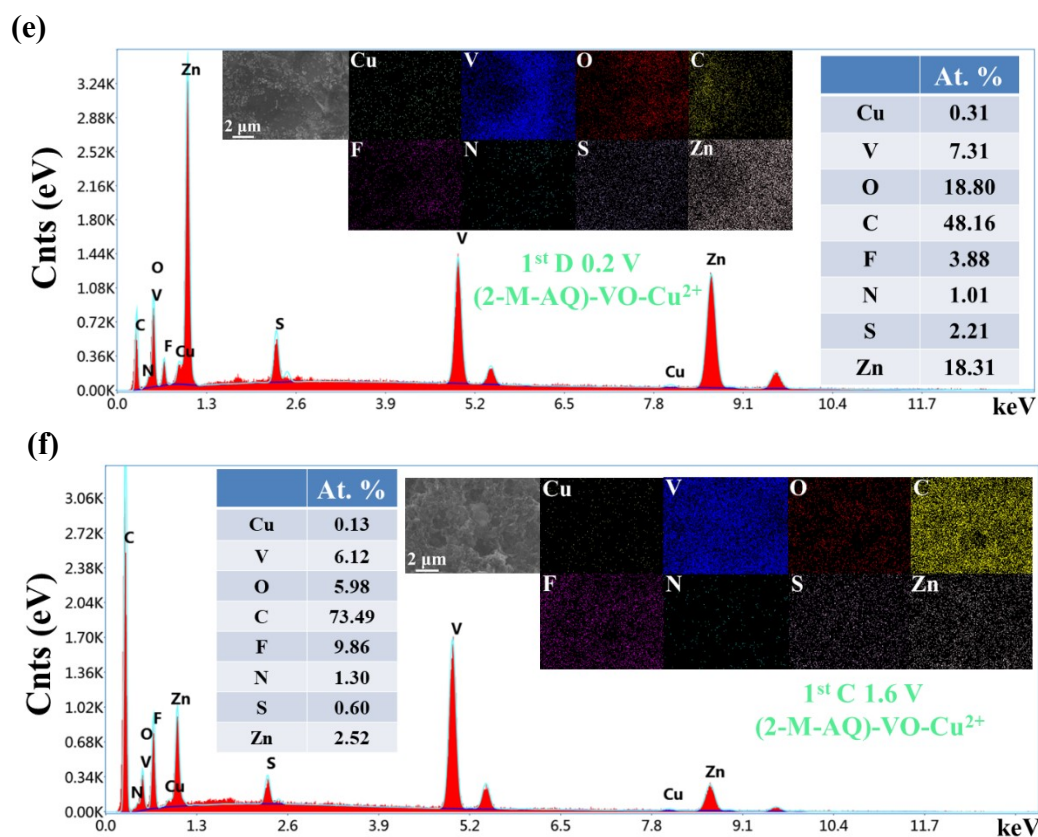 (e)
Cnts (eV)
3.24K
2.88K
2.52K
2.16K
1.80K
1.44K
1.08K
0.72K
0.36K
0.00K
Zn
O
V
C
F
N
Cu
S
V
Cu
Zn
2 μm
Cu
V
O
C
F
N
S
Zn
1st D 0.2 V
(2-M-AQ)-VO-Cu2+
At. %
Cu 0.31
V 7.31
O 18.80
C 48.16
F 3.88
N 1.01
S 2.21
Zn 18.31
0.0 1.3 2.6 3.9 5.2 6.5 7.8 9.1 10.4 11.7 keV
(f)
Cnts (eV)
3.06K
2.72K
2.38K
2.04K
1.70K
1.36K
1.02K
0.68K
0.34K
0.00K
C
F
Zn
O
V
N
Cu
S
V
Cu
Zn
At. %
Cu 0.13
V 6.12
O 5.98
C 73.49
F 9.86
N 1.30
S 0.60
Zn 2.52
2 μm
Cu
V
O
C
F
N
S
Zn
1st C 1.6 V
(2-M-AQ)-VO-Cu2+
0.0 1.3 2.6 3.9 5.2 6.5 7.8 9.1 10.4 11.7 keV